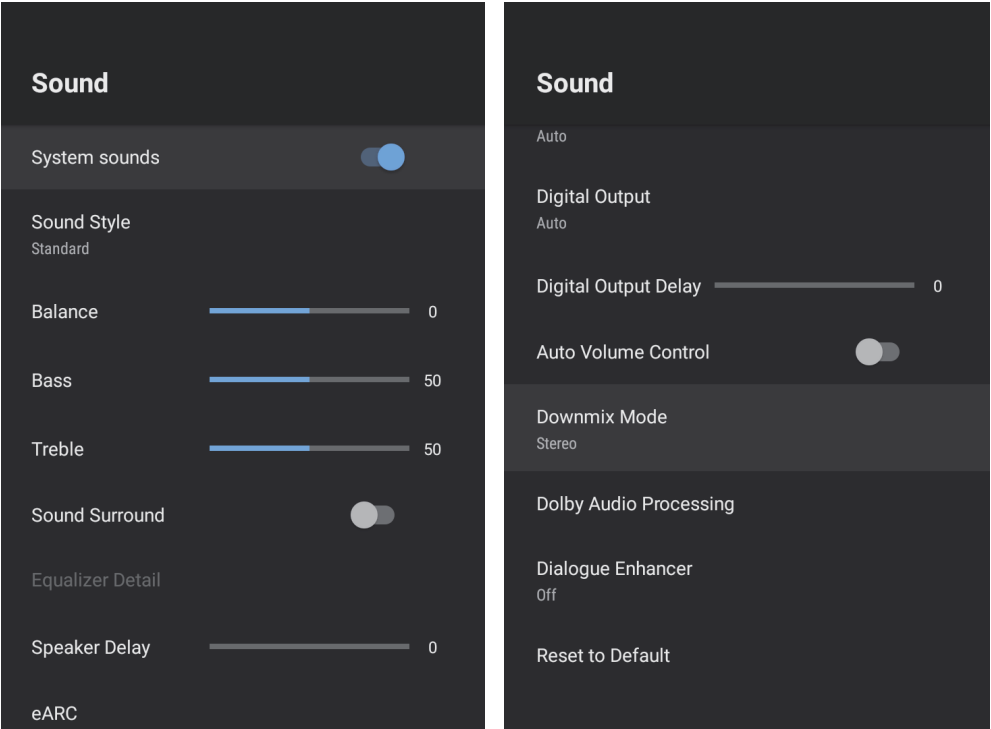 Sound
System sounds
Sound Style
Standard
Balance 0
Bass 50
Treble 50
Sound Surround
Equalizer Detail
Speaker Delay 0
eARC
Sound
Auto
Digital Output
Auto
Digital Output Delay 0
Auto Volume Control
Downmix Mode
Stereo
Dolby Audio Processing
Dialogue Enhancer
Off
Reset to Default